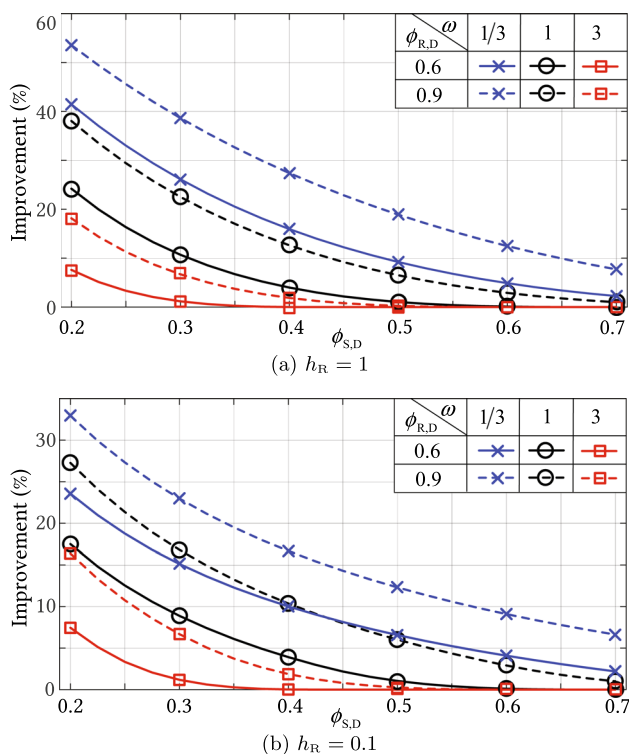 60
40
20
0
Improvement (%)
ϕR,D ω 1/3 1 3
0.6
0.9
0.2 0.3 0.4 0.5 0.6 0.7
ϕS,D
(a) hR = 1
30
20
10
0
Improvement (%)
ϕR,D ω 1/3 1 3
0.6
0.9
0.2 0.3 0.4 0.5 0.6 0.7
ϕS,D
(b) hR = 0.1